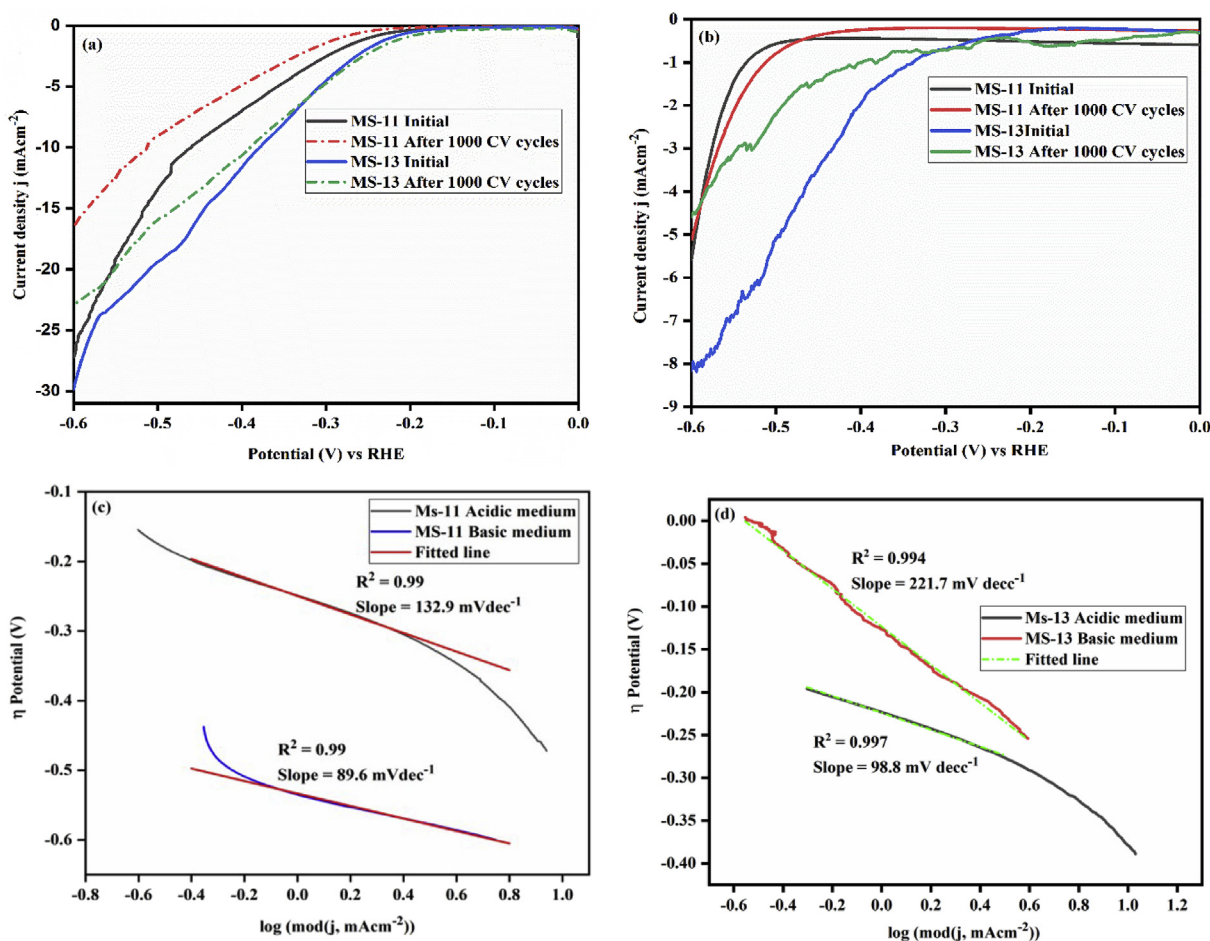 (a)
MS-11 Initial
MS-11 After 1000 CV cycles
MS-13 Initial
MS-13 After 1000 CV cycles
Current density j (mAcm-2)
0
-5
-10
-15
-20
-25
-30
-0.6 -0.5 -0.4 -0.3 -0.2 -0.1 0.0
Potential (V) vs RHE
(b)
MS-11 Initial
MS-11 After 1000 CV cycles
MS-13Initial
MS-13 After 1000 CV cycles
Current density j (mAcm-2)
0
-1
-2
-3
-4
-5
-6
-7
-8
-9
-0.6 -0.5 -0.4 -0.3 -0.2 -0.1 0.0
Potential (V) vs RHE
(c)
Ms-11 Acidic medium
MS-11 Basic medium
Fitted line
R2 = 0.99
Slope = 132.9 mVdec-1
R2 = 0.99
Slope = 89.6 mVdec-1
η Potential (V)
-0.1
-0.2
-0.3
-0.4
-0.5
-0.6
-0.8 -0.6 -0.4 -0.2 0.0 0.2 0.4 0.6 0.8 1.0
log (mod(j, mAcm-2)
(d)
R2 = 0.994
Slope = 221.7 mV decc-1
Ms-13 Acidic medium
MS-13 Basic medium
Fitted line
R2 = 0.997
Slope = 98.8 mV decc-1
η Potential (V)
0.00
-0.05
-0.10
-0.15
-0.20
-0.25
-0.30
-0.35
-0.40
-0.6 -0.4 -0.2 0.0 0.2 0.4 0.6 0.8 1.0 1.2
log (mod(j, mAcm-2)